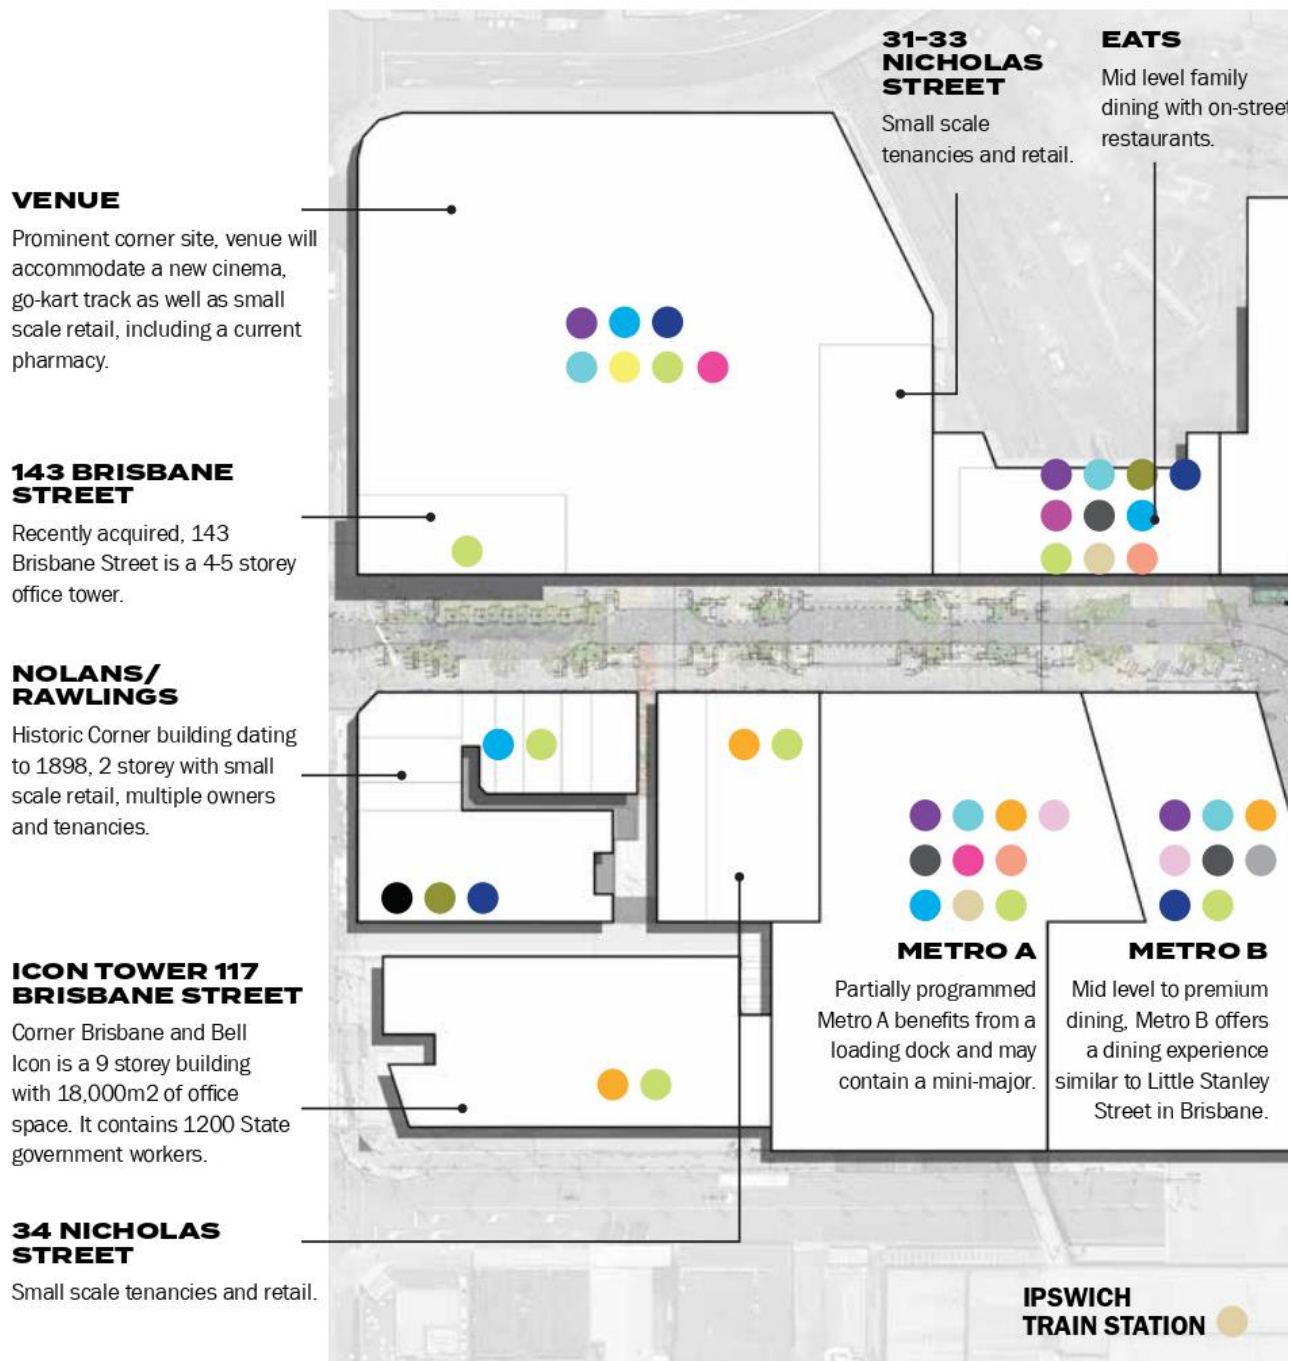 31-33
NICHOLAS
STREET
Small scale
tenancies and retail.
EATS
Mid level family
dining with on-street
restaurants.
VENUE
Prominent corner site, venue will
accommodate a new cinema,
go-kart track as well as small
scale retail, including a current
pharmacy.
143 BRISBANE
STREET
Recently acquired, 143
Brisbane Street is a 4-5 storey
office tower.
NOLANS/
RAWLINGS
Historic Corner building dating
to 1898, 2 storey with small
scale retail, multiple owners
and tenancies.
ICON TOWER 117
BRISBANE STREET
Corner Brisbane and Bell
Icon is a 9 storey building
with 18,000m2 of office
space. It contains 1200 State
government workers.
METRO A
Partially programmed
Metro A benefits from a
loading dock and may
contain a mini-major.
METRO B
Mid level to premium
dining, Metro B offers
a dining experience
similar to Little Stanley
Street in Brisbane.
34 NICHOLAS
STREET
Small scale tenancies and retail.
IPSWICH
TRAIN STATION